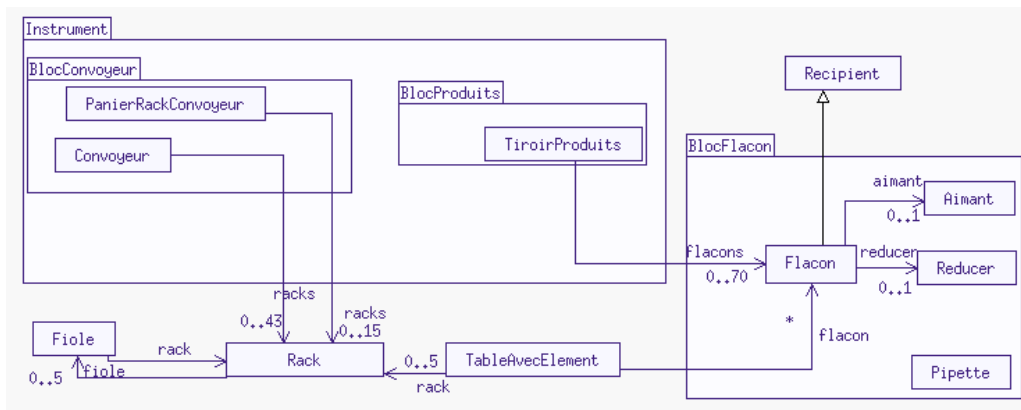 Instrument
BlocConvoyeur
PanierRackConvoyeur
Convoyeur
BlocProduits
TiroirProduits
Recipient
BlocFlacon
aimant
Aimant
0..1
flacons
0..70
Flacon
reducer
Reducer
0..1
racks
0..43
racks
0..15
*
flacon
Fiole
rack
0..5
fiole
Rack
0..5
rack
TableAvecElement
Pipette